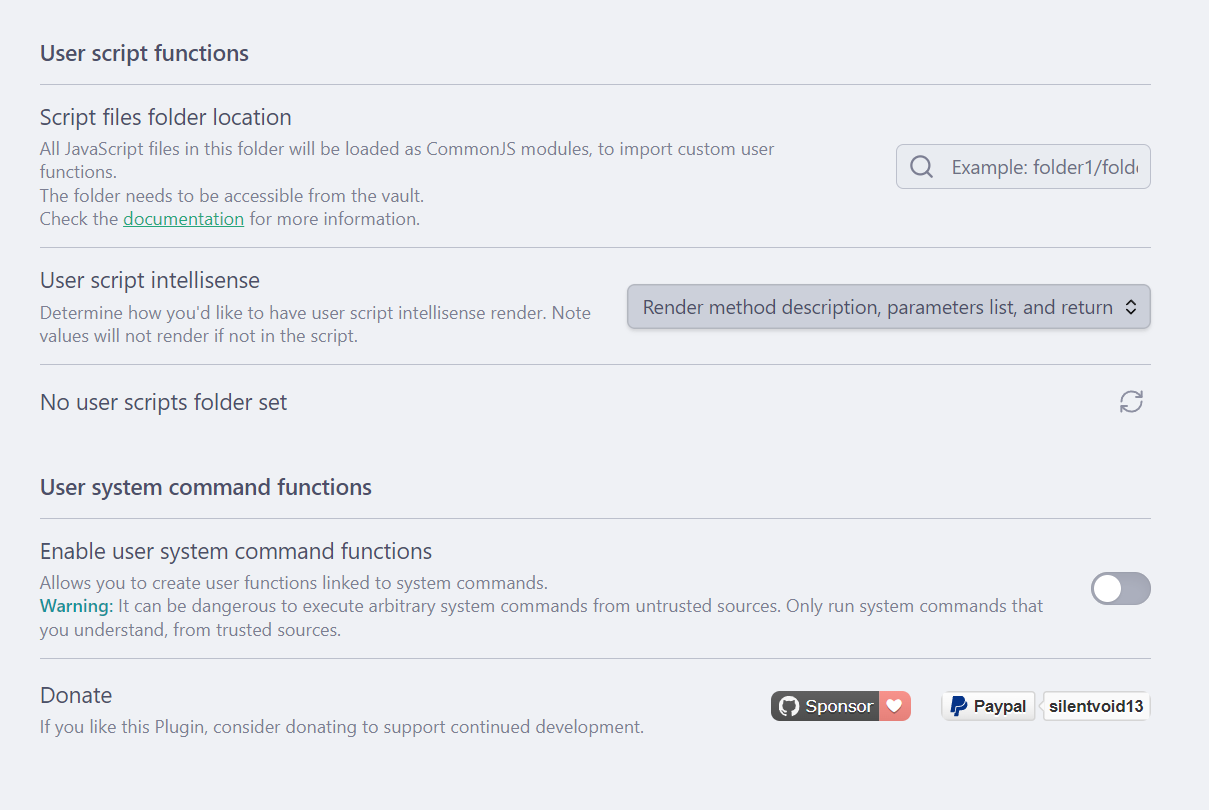 User script functions
Script files folder location
All JavaScript files in this folder will be loaded as CommonJS modules, to import custom user
functions.
The folder needs to be accessible from the vault.
Check the documentation for more information.
Example: folder1/fold
User script intellisense
Determine how you'd like to have user script intellisense render. Note
values will not render if not in the script.
Render method description, parameters list, and return
No user scripts folder set
User system command functions
Enable user system command functions
Allows you to create user functions linked to system commands.
Warning: It can be dangerous to execute arbitrary system commands from untrusted sources. Only run system commands that
you understand, from trusted sources.
Donate
If you like this Plugin, consider donating to support continued development.
Sponsor
Paypal
silentvoid13